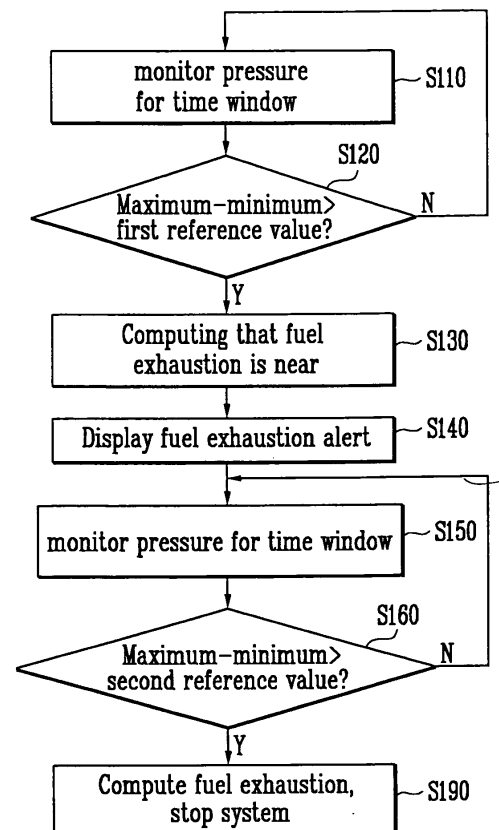 monitor pressure
for time window
S110
S120
Maximum-minimum>
first reference value?
N
Y
Computing that fuel
exhaustion is near
S130
Display fuel exhaustion alert
S140
monitor pressure for time window
S150
S160
Maximum-minimum>
second reference value?
N
Y
Compute fuel exhaustion,
stop system
S190